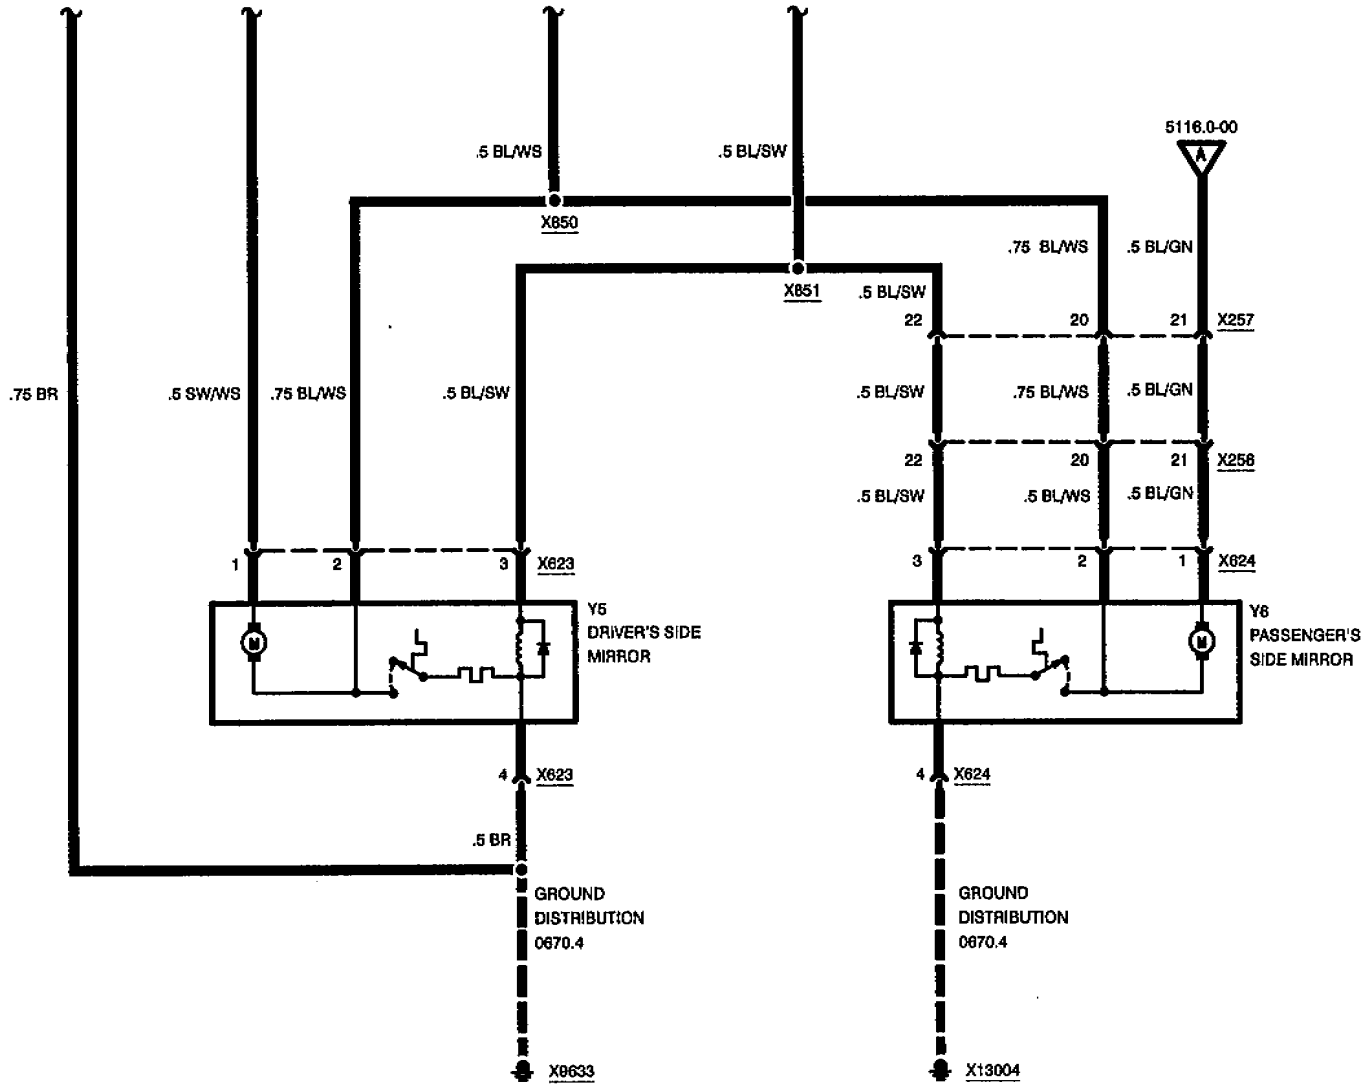 5116.0-00
A
.5 BL/WS
.5 BL/SW
X850
.75 BL/WS
.5 BL/GN
X851
.5 BL/SW
22
20
21
X257
.75 BR
.5 SW/WS
.75 BL/WS
.5 BL/SW
.5 BL/SW
.75 BL/WS
.5 BL/GN
22
20
21
X256
.5 BL/SW
.5 BL/WS
.5 BL/GN
1
2
3
X623
3
2
1
X624
Y5
DRIVER'S SIDE
MIRROR
M
Y6
PASSENGER'S
SIDE MIRROR
M
4
X623
4
X624
.5 BR
GROUND
DISTRIBUTION
0670.4
GROUND
DISTRIBUTION
0670.4
X9633
X13004